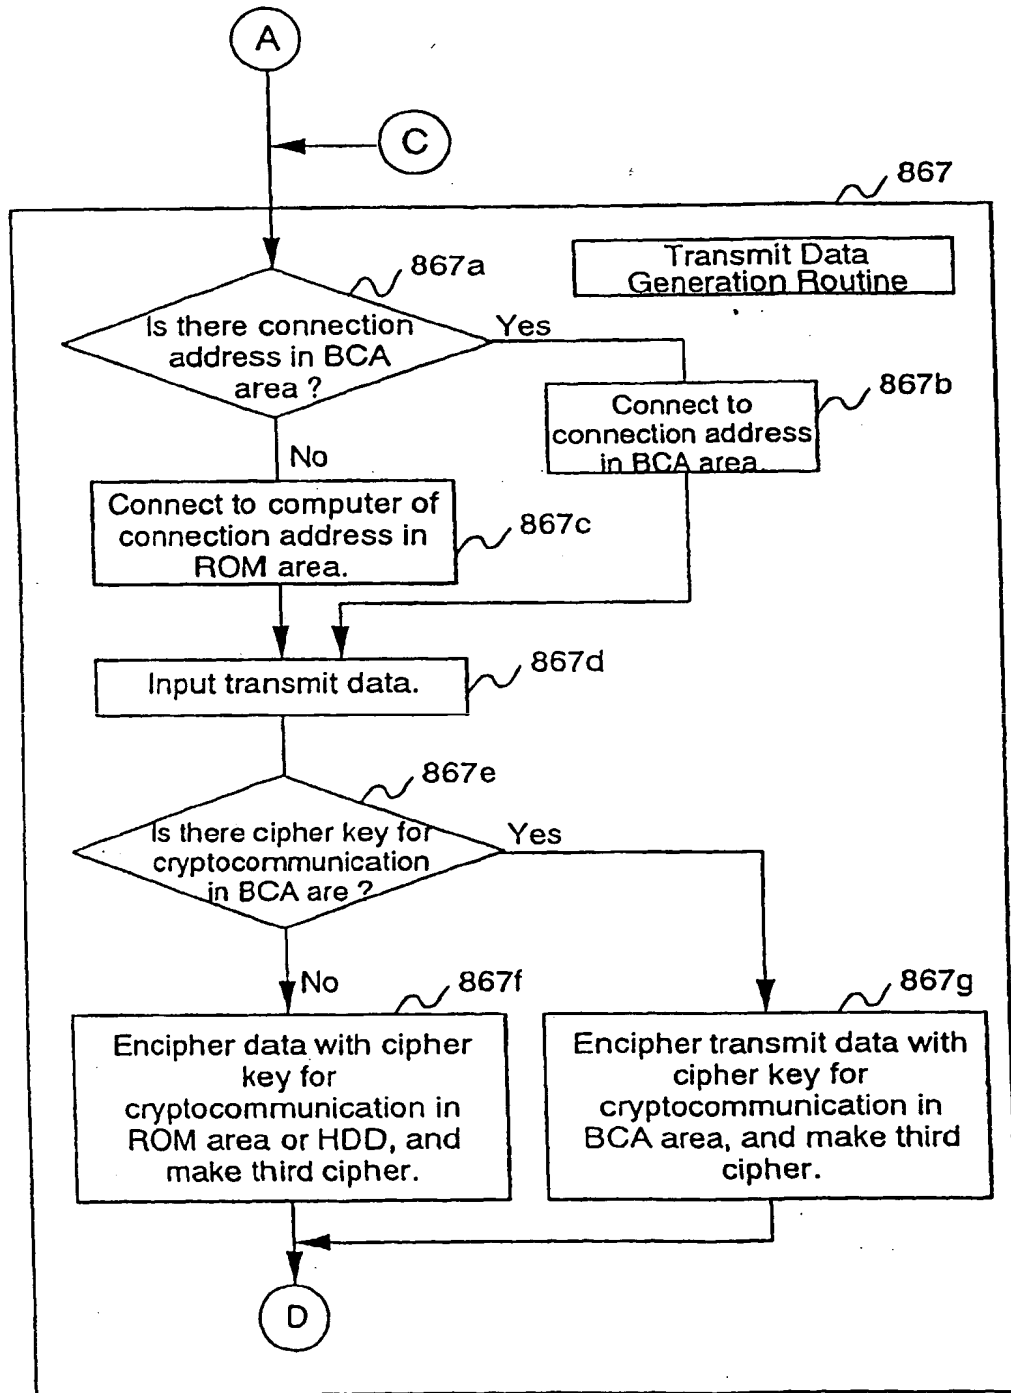 A
C
867
Transmit Data
Generation Routine
867a
Is there connection
address in BCA
area ?
Yes
867b
Connect to
connection address
in BCA area.
No
Connect to computer of
connection address in
ROM area.
867c
Input transmit data.
867d
867e
Is there cipher key for
cryptocommunication
in BCA are ?
Yes
No
867f
Encipher data with cipher
key for
cryptocommunication in
ROM area or HDD, and
make third cipher.
867g
Encipher transmit data with
cipher key for
cryptocommunication in
BCA area, and make third
cipher.
D